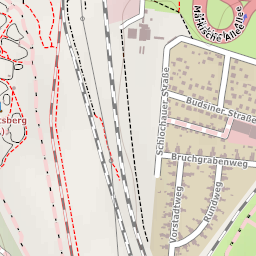 Märkische Allee
Schlochauer Straße
Budsiner Straße
Bruchgrabenweg
Vorstadtweg
Rundweg